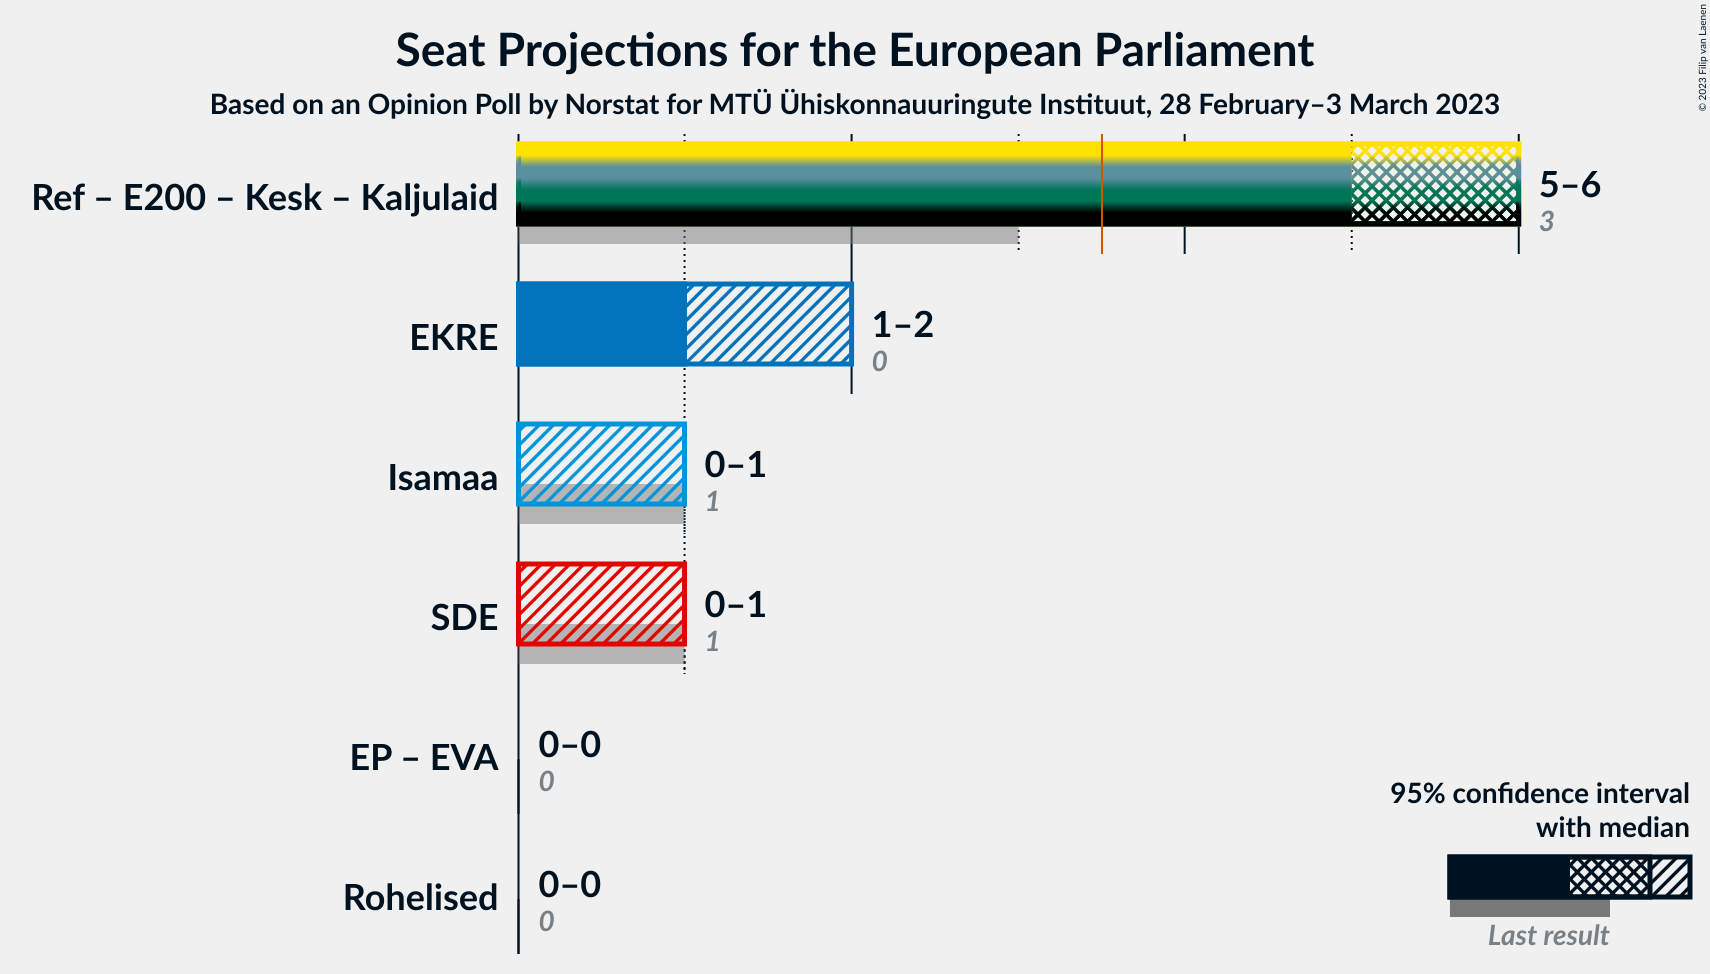 Seat Projections for the European Parliament
Based on an Opinion Poll by Norstat for MTÜ Ühiskonnauuringute Instituut, 28 February–3 March 2023
© 2023 Filip van Laenen
Ref – E200 – Kesk – Kaljulaid
5–6
3
EKRE
1–2
0
Isamaa
0–1
1
SDE
0–1
1
EP – EVA
0–0
0
Rohelised
0–0
0
95% confidence interval
with median
Last result